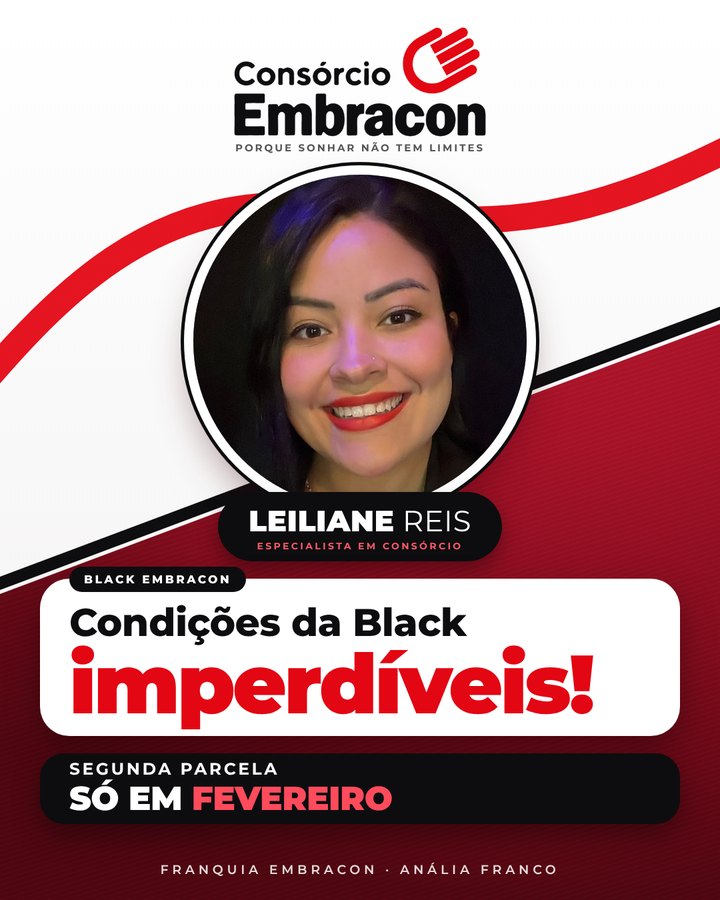 Consórcio
Embracon
PORQUE SONHAR NÃO TEM LIMITES
LEILIANE REIS
ESPECIALISTA EM CONSÓRCIO
BLACK EMBRACON
Condições da Black
imperdíveis!
SEGUNDA PARCELA
SÓ EM FEVEREIRO
FRANQUIA EMBRACON · ANÁLIA FRANCO